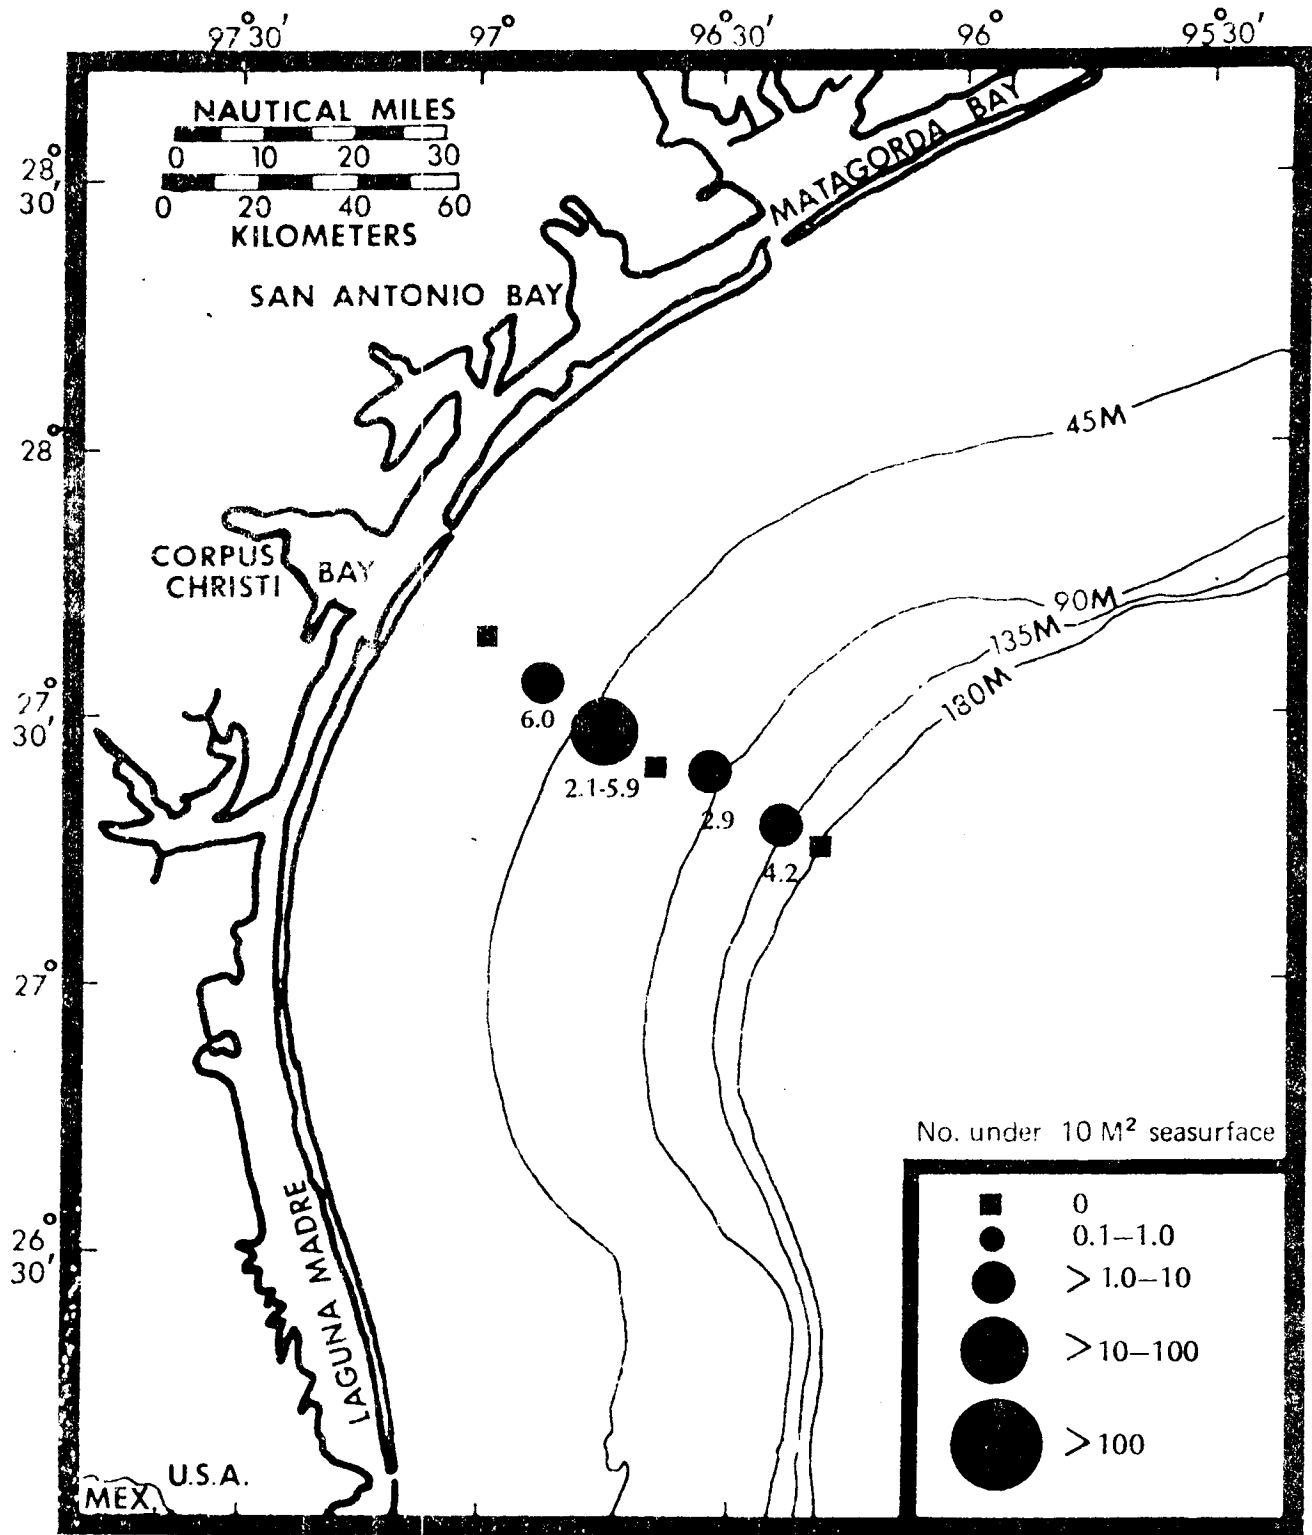 97°30' 97° 96°30' 96° 95°30'
NAUTICAL MILES
0 10 20 30
0 20 40 60
KILOMETERS
MATAGORDA BAY
28°
30'
SAN ANTONIO BAY
45M
28°
CORPUS
CHRISTI BAY
90M
135M
180M
27°
30'
6.0
2.1-5.9
2.9
4.2
27°
No. under 10 M² seasurface
0
0.1–1.0
> 1.0–10
> 10–100
> 100
LAGUNA MADRE
26°
30'
U.S.A.
MEX.